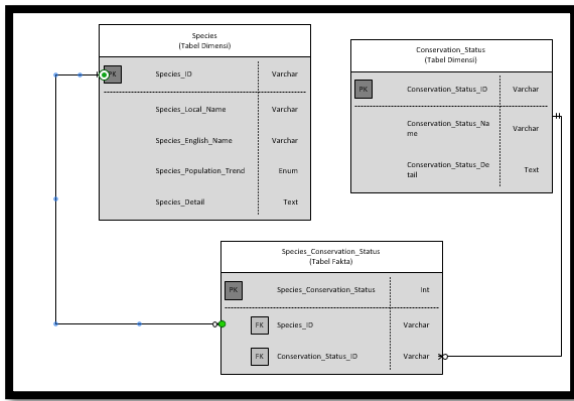 Species
(Tabel Dimensi)
PK Species_ID Varchar
Species_Local_Name Varchar
Species_English_Name Varchar
Species_Population_Trend Enum
Species_Detail Text
Conservation_Status
(Tabel Dimensi)
PK Conservation_Status_ID Varchar
Conservation_Status_Na
me Varchar
Conservation_Status_De
tail Text
Species_Conservation_Status
(Tabel Fakta)
PK Species_Conservation_Status Int
FK Species_ID Varchar
FK Conservation_Status_ID Varchar